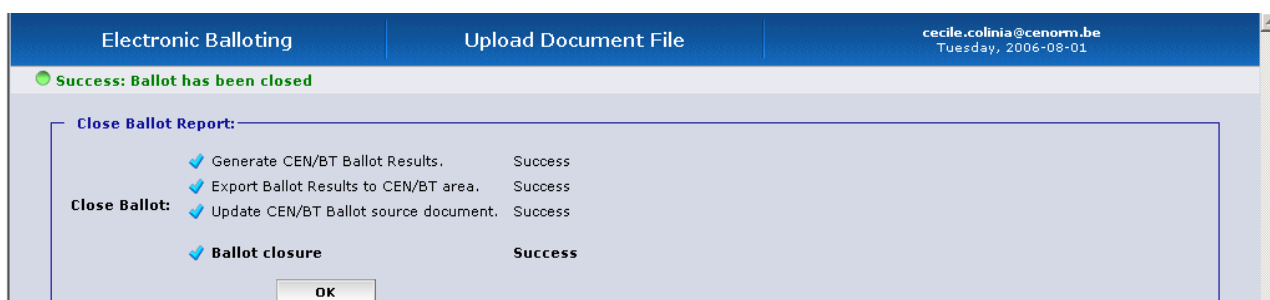 Electronic Balloting
Upload Document File
cecile.colinia@cenorm.be
Tuesday, 2006-08-01
Success: Ballot has been closed
Close Ballot Report:
Close Ballot:
Generate CEN/BT Ballot Results. Success
Export Ballot Results to CEN/BT area. Success
Update CEN/BT Ballot source document. Success
Ballot closure Success
OK